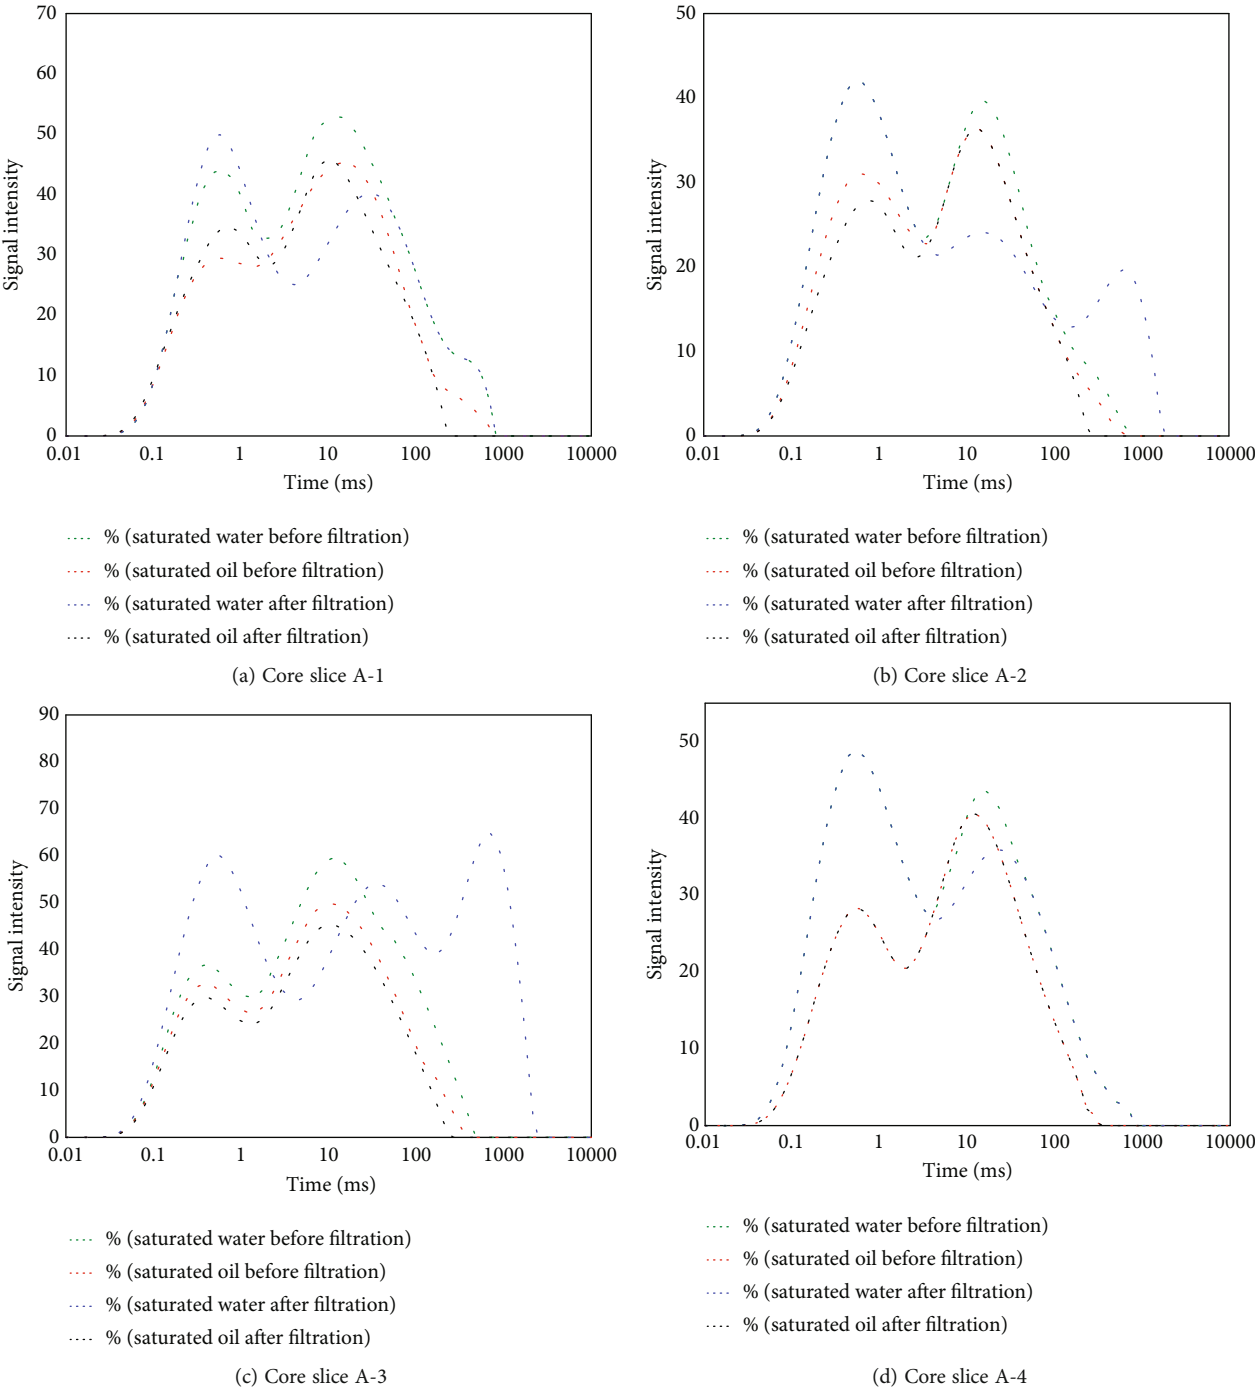 70
60
50
40
30
20
10
0
Signal intensity
0.01 0.1 1 10 100 1000 10000
Time (ms)
% (saturated water before filtration)
% (saturated oil before filtration)
% (saturated water after filtration)
% (saturated oil after filtration)
(a) Core slice A-1
50
40
30
20
10
0
Signal intensity
0.01 0.1 1 10 100 1000 10000
Time (ms)
% (saturated water before filtration)
% (saturated oil before filtration)
% (saturated water after filtration)
% (saturated oil after filtration)
(b) Core slice A-2
90
80
70
60
50
40
30
20
10
0
Signal intensity
0.01 0.1 1 10 100 1000 10000
Time (ms)
% (saturated water before filtration)
% (saturated oil before filtration)
% (saturated water after filtration)
% (saturated oil after filtration)
(c) Core slice A-3
50
40
30
20
10
0
Signal intensity
0.01 0.1 1 10 100 1000 10000
Time (ms)
% (saturated water before filtration)
% (saturated oil before filtration)
% (saturated water after filtration)
% (saturated oil after filtration)
(d) Core slice A-4